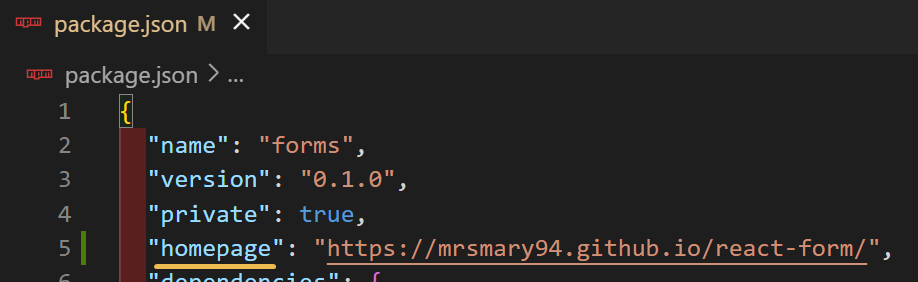 package.json M
package.json > ...
1 {
2 "name": "forms",
3 "version": "0.1.0",
4 "private": true,
5 "homepage": "https://mrsmary94.github.io/react-form/",
6 "dependencies": {